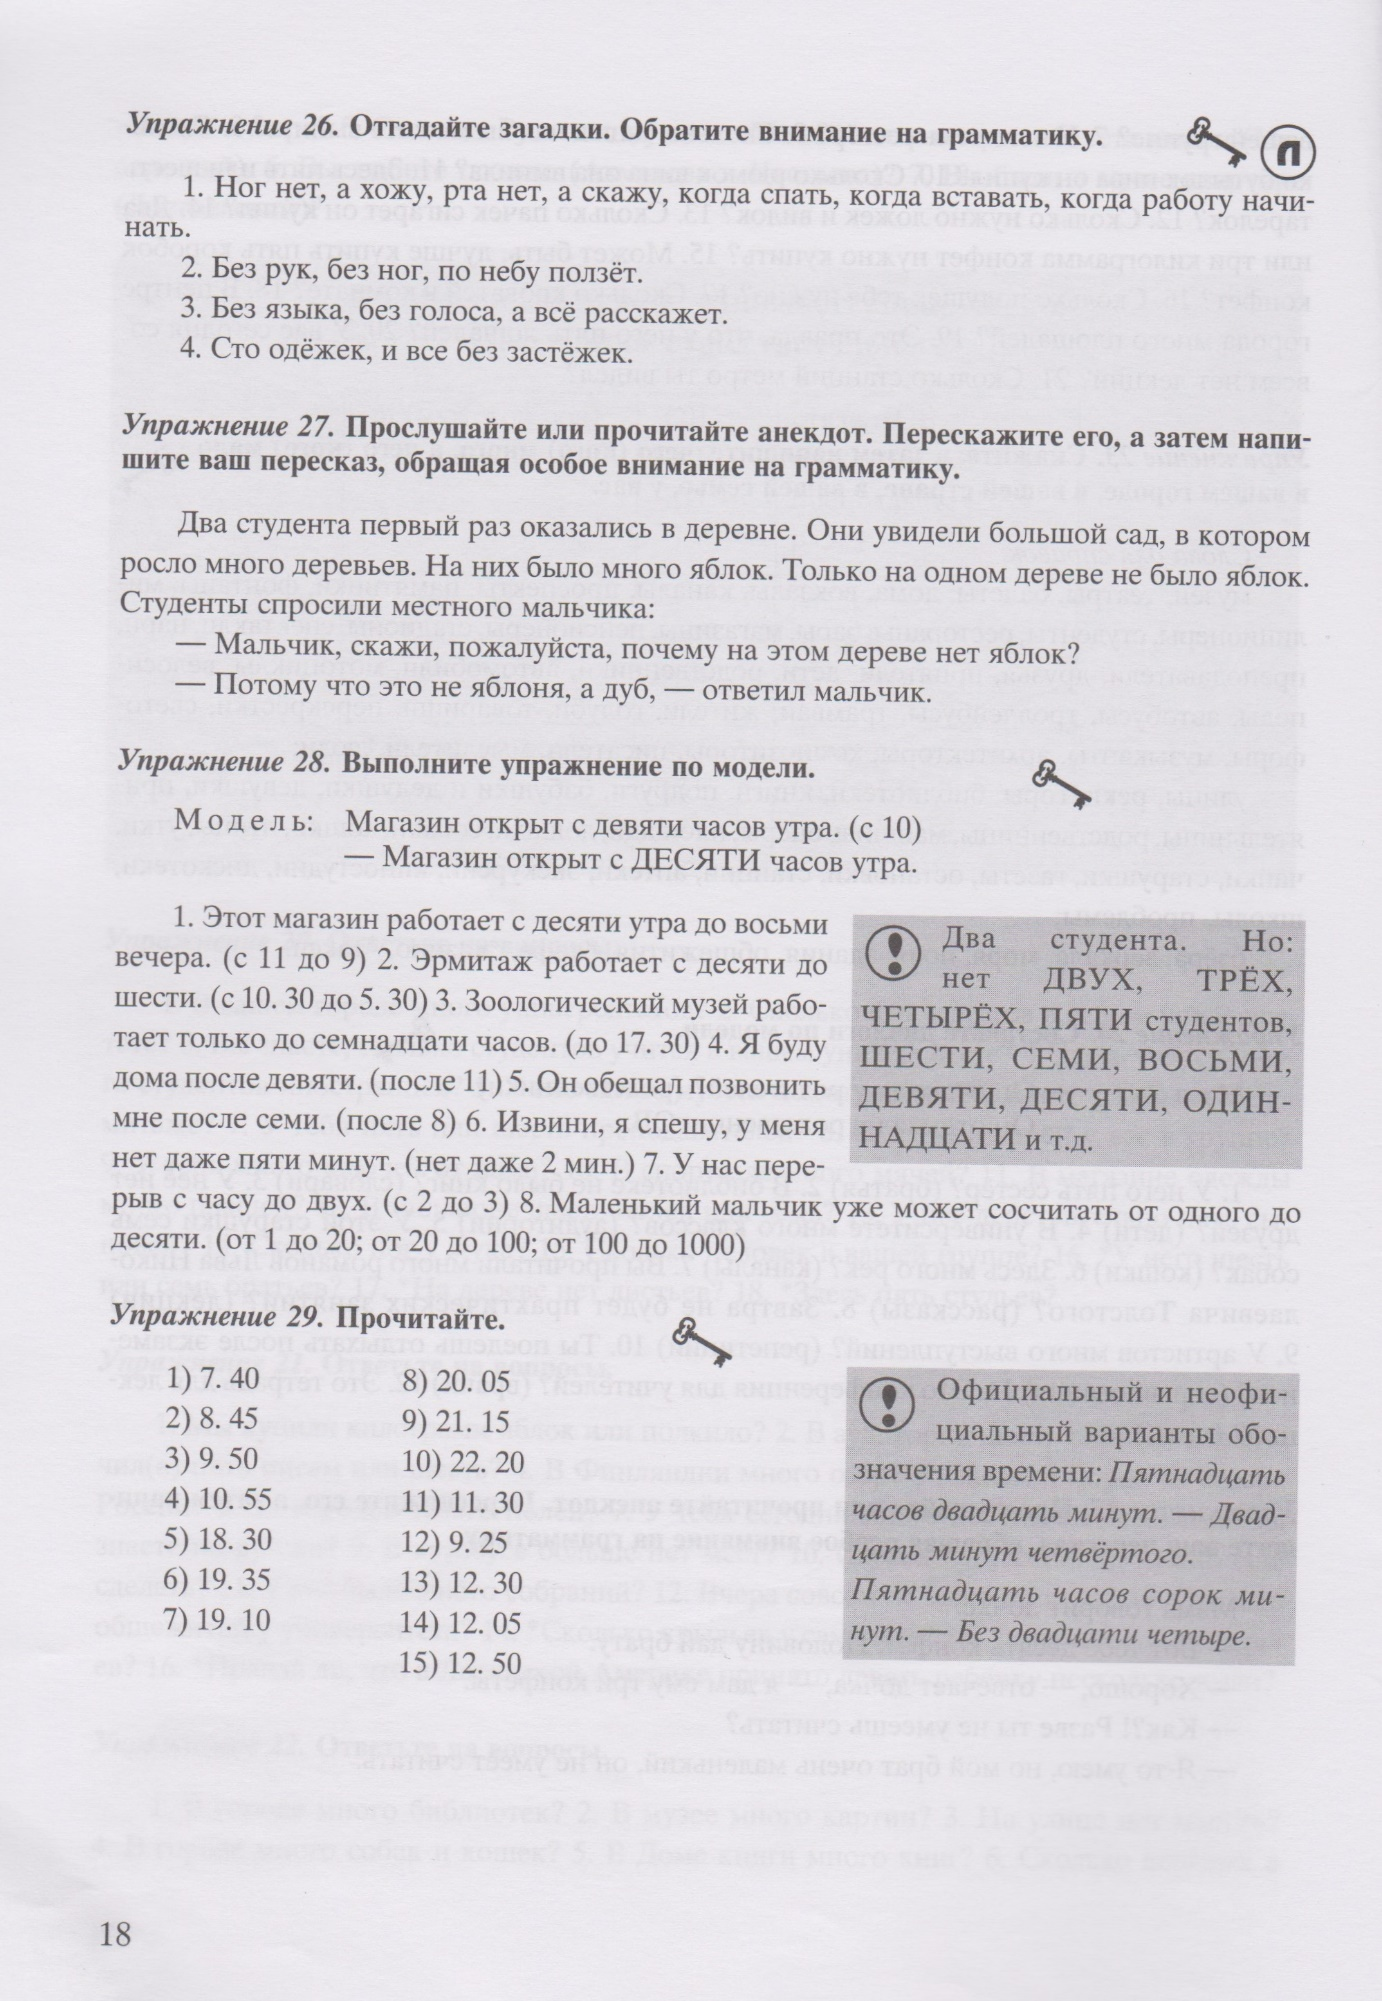 Упражнение 26. Отгадайте загадки. Обратите внимание на грамматику.
Л
1. Ног нет, а хожу, рта нет, а скажу, когда спать, когда вставать, когда работу начи-
нать.
2. Без рук, без ног, по небу ползёт.
3. Без языка, без голоса, а всё расскажет.
4. Сто одёжек, и все без застёжек.
Упражнение 27. Прослушайте или прочитайте анекдот. Перескажите его, а затем напи-
шите ваш пересказ, обращая особое внимание на грамматику.
Два студента первый раз оказались в деревне. Они увидели большой сад, в котором
росло много деревьев. На них было много яблок. Только на одном дереве не было яблок.
Студенты спросили местного мальчика:
— Мальчик, скажи, пожалуйста, почему на этом дереве нет яблок?
— Потому что это не яблоня, а дуб, — ответил мальчик.
Упражнение 28. Выполните упражнение по модели.
Модель: Магазин открыт с девяти часов утра. (с 10)
— Магазин открыт с ДЕСЯТИ часов утра.
1. Этот магазин работает с десяти утра до восьми
вечера. (с 11 до 9) 2. Эрмитаж работает с десяти до
шести. (с 10. 30 до 5. 30) 3. Зоологический музей рабо-
тает только до семнадцати часов. (до 17. 30) 4. Я буду
дома после девяти. (после 11) 5. Он обещал позвонить
мне после семи. (после 8) 6. Извини, я спешу, у меня
нет даже пяти минут. (нет даже 2 мин.) 7. У нас пере-
рыв с часу до двух. (с 2 до 3) 8. Маленький мальчик уже может сосчитать от одного до
десяти. (от 1 до 20; от 20 до 100; от 100 до 1000)
Два студента. Но:
нет ДВУХ, ТРЁХ,
ЧЕТЫРЁХ, ПЯТИ студентов,
ШЕСТИ, СЕМИ, ВОСЬМИ,
ДЕВЯТИ, ДЕСЯТИ, ОДИН-
НАДЦАТИ и т.д.
Упражнение 29. Прочитайте.
1) 7. 40
2) 8. 45
3) 9. 50
4) 10. 55
5) 18. 30
6) 19. 35
7) 19. 10
8) 20. 05
9) 21. 15
10) 22. 20
11) 11. 30
12) 9. 25
13) 12. 30
14) 12. 05
15) 12. 50
Официальный и неофи-
циальный варианты обо-
значения времени: Пятнадцать
часов двадцать минут. — Двад-
цать минут четвёртого.
Пятнадцать часов сорок ми-
нут. — Без двадцати четыре.
18